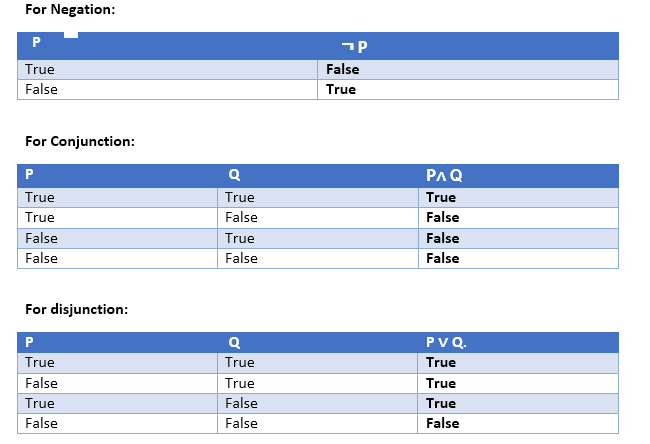 For Negation:
P ¬ P
True False
False True
For Conjunction:
P Q P∧ Q
True True True
True False False
False True False
False False False
For disjunction:
P Q P ∨ Q.
True True True
False True True
True False True
False False False